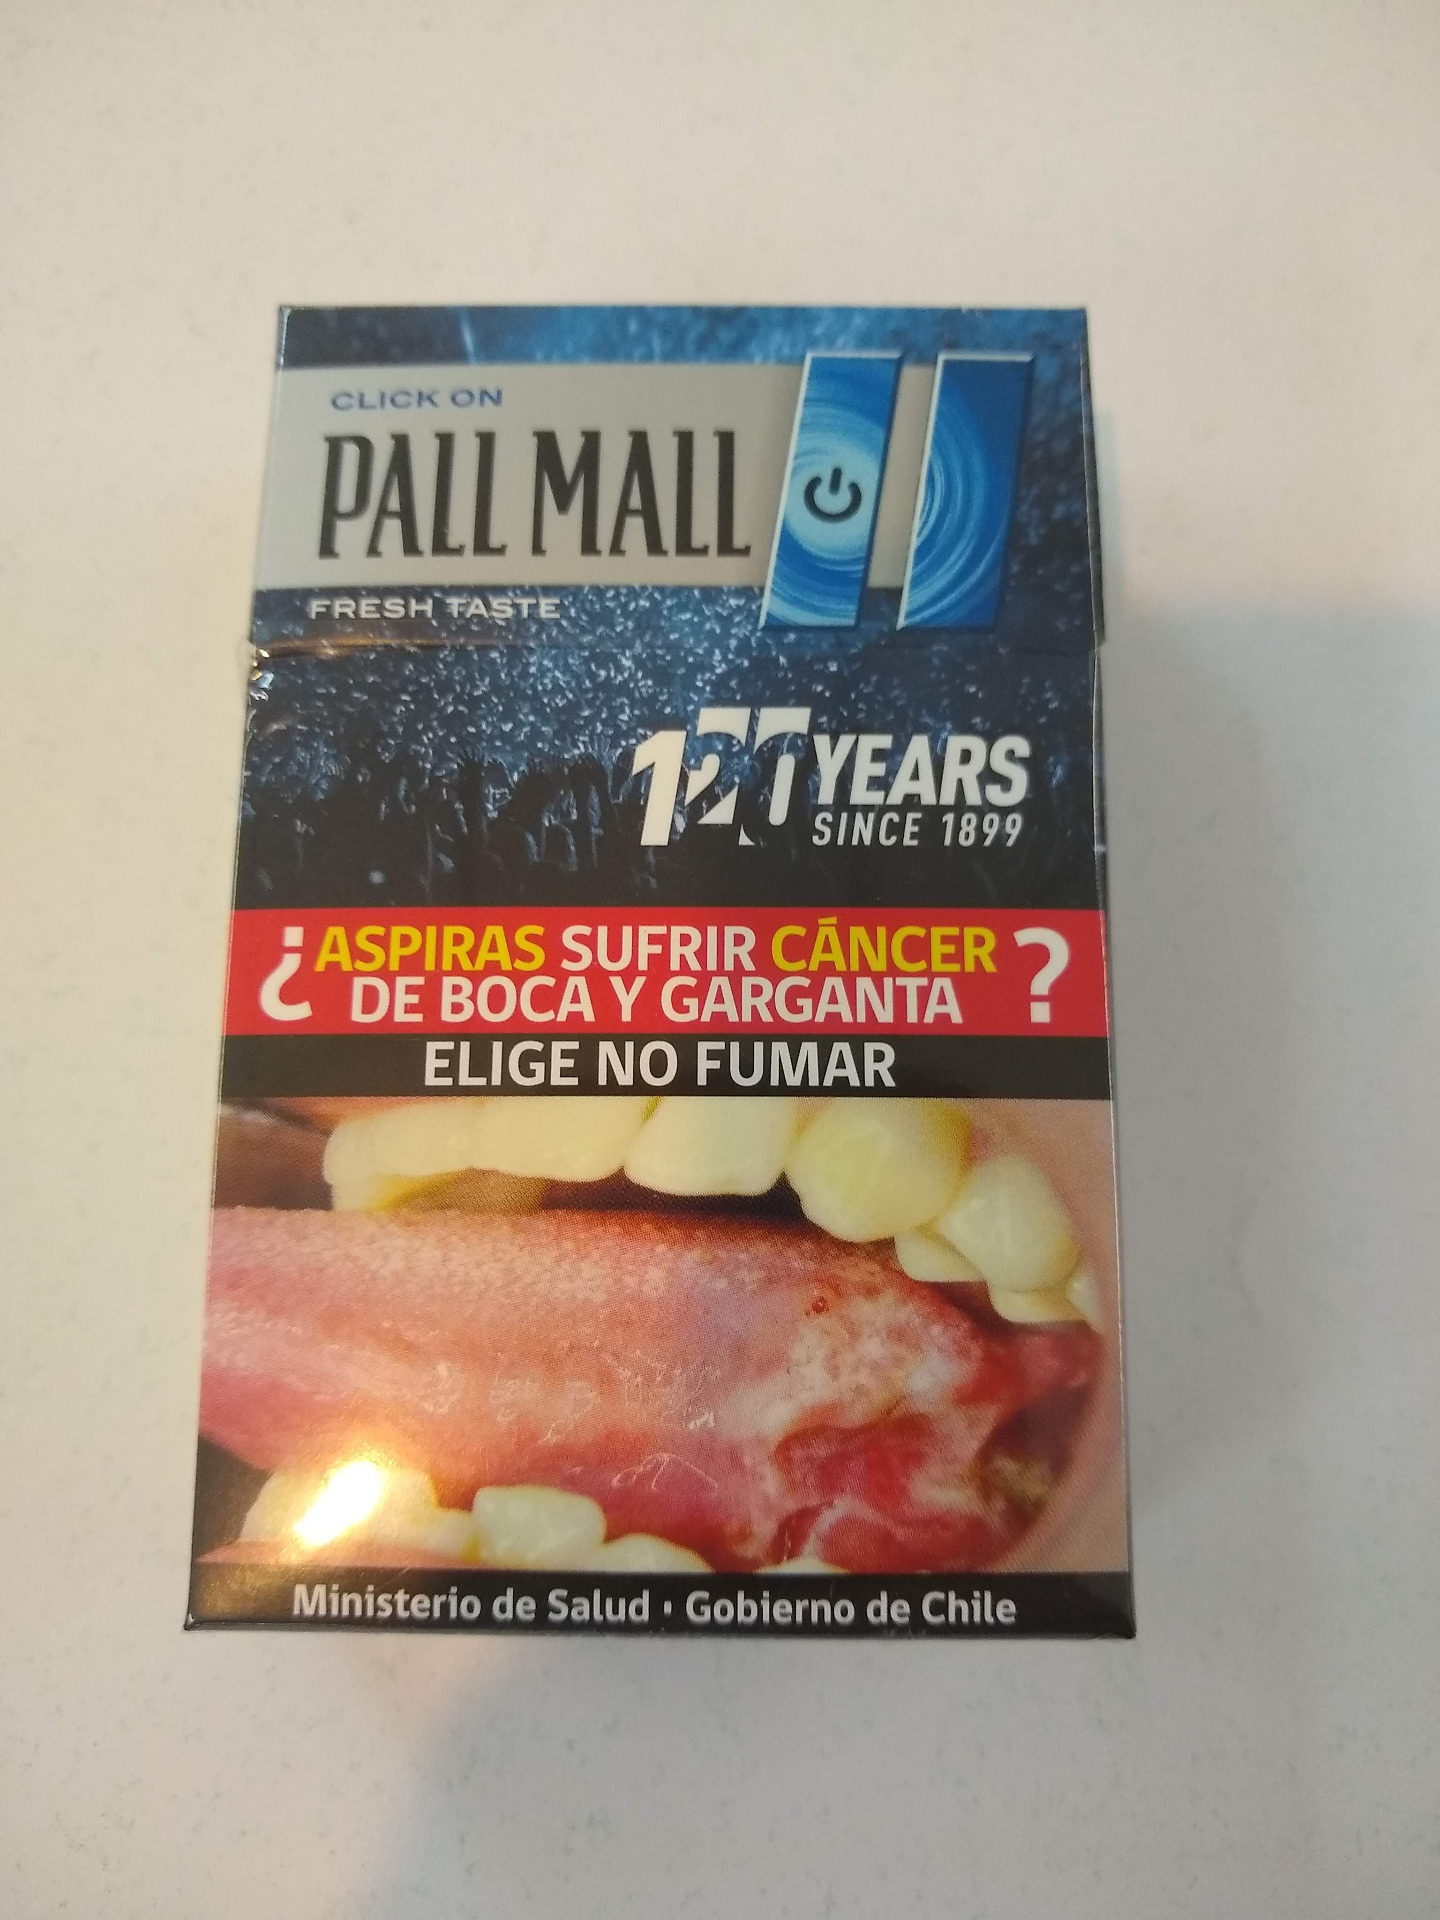 CLICK ON
PALL MALL
FRESH TASTE
120 YEARS
SINCE 1899
¿ASPIRAS SUFRIR CÁNCER
DE BOCA Y GARGANTA?
ELIGE NO FUMAR
Ministerio de Salud · Gobierno de Chile